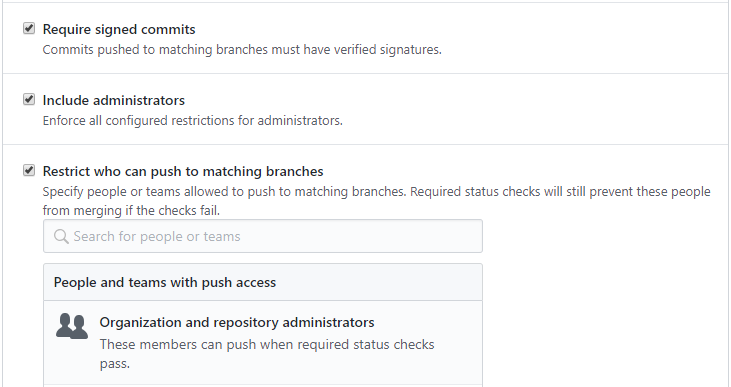 Require signed commits
Commits pushed to matching branches must have verified signatures.
Include administrators
Enforce all configured restrictions for administrators.
Restrict who can push to matching branches
Specify people or teams allowed to push to matching branches. Required status checks will still prevent these people
from merging if the checks fail.
Search for people or teams
People and teams with push access
Organization and repository administrators
These members can push when required status checks
pass.